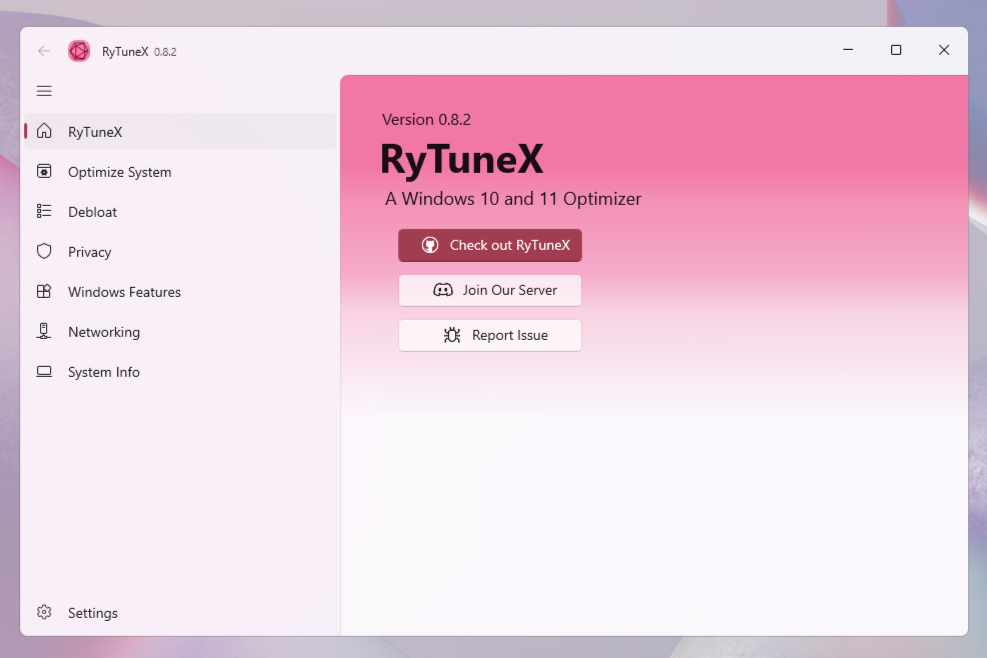 RyTuneX 0.8.2
RyTuneX
Optimize System
Debloat
Privacy
Windows Features
Networking
System Info
Settings
Version 0.8.2
RyTuneX
A Windows 10 and 11 Optimizer
Check out RyTuneX
Join Our Server
Report Issue